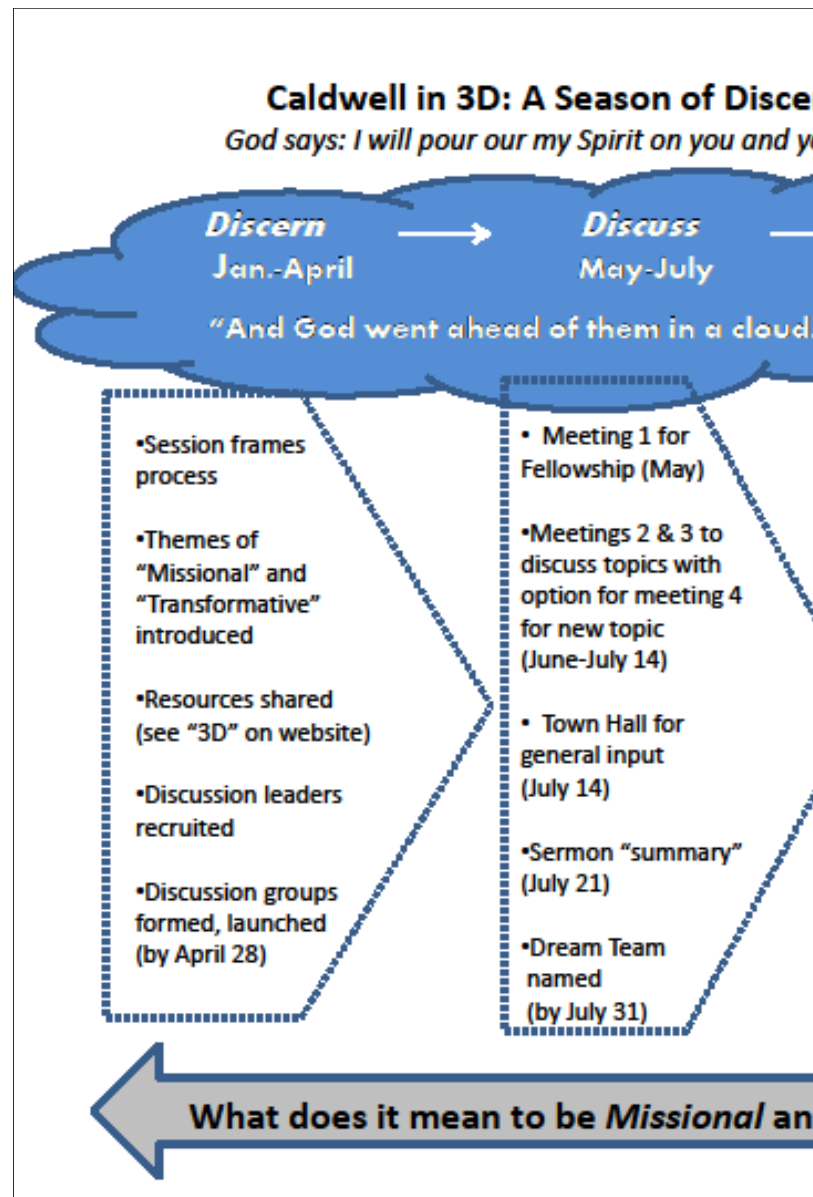 Caldwell in 3D: A Season of Disce
God says: I will pour our my Spirit on you and y
Discern
Jan.-April
Discuss
May-July
“And God went ahead of them in a cloud.
•Session frames
process
•Themes of
“Missional” and
“Transformative”
introduced
•Resources shared
(see “3D” on website)
•Discussion leaders
recruited
•Discussion groups
formed, launched
(by April 28)
• Meeting 1 for
Fellowship (May)
•Meetings 2 & 3 to
discuss topics with
option for meeting 4
for new topic
(June-July 14)
• Town Hall for
general input
(July 14)
•Sermon “summary”
(July 21)
•Dream Team
named
(by July 31)
What does it mean to be Missional an